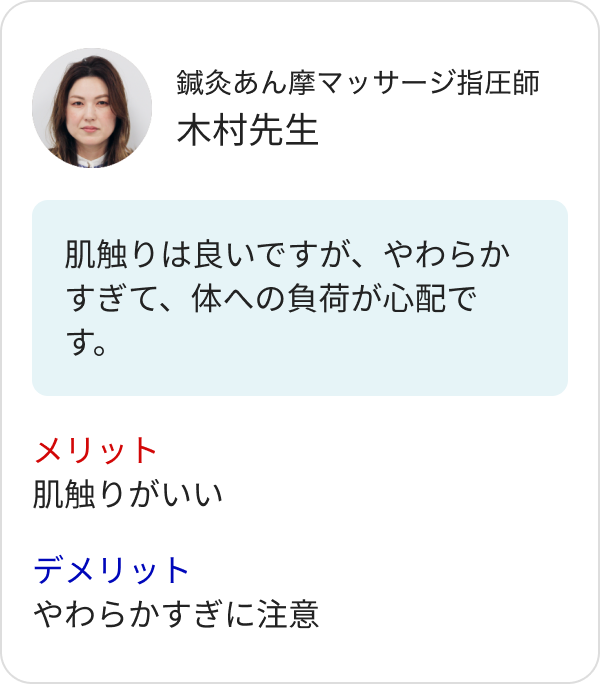 鍼灸あん摩マッサージ指圧師
木村先生
肌触りは良いですが、やわらか
すぎて、体への負荷が心配で
す。
メリット
肌触りがいい
デメリット
やわらかすぎに注意